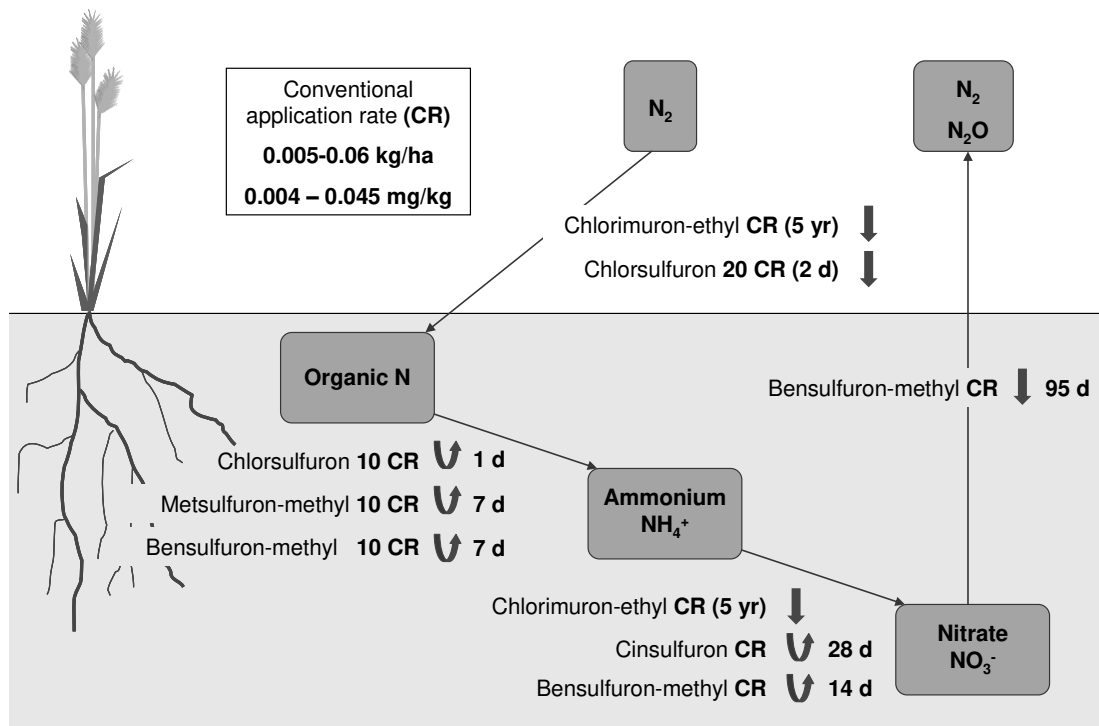 Conventional
application rate (CR)
0.005-0.06 kg/ha
0.004 – 0.045 mg/kg
N₂
N₂
N₂O
Chlorimuron-ethyl CR (5 yr)
Chlorsulfuron 20 CR (2 d)
Organic N
Bensulfuron-methyl CR 95 d
Chlorsulfuron 10 CR 1 d
Metsulfuron-methyl 10 CR 7 d
Bensulfuron-methyl 10 CR 7 d
Ammonium
NH₄⁺
Chlorimuron-ethyl CR (5 yr)
Cinsulfuron CR 28 d
Bensulfuron-methyl CR 14 d
Nitrate
NO₃⁻